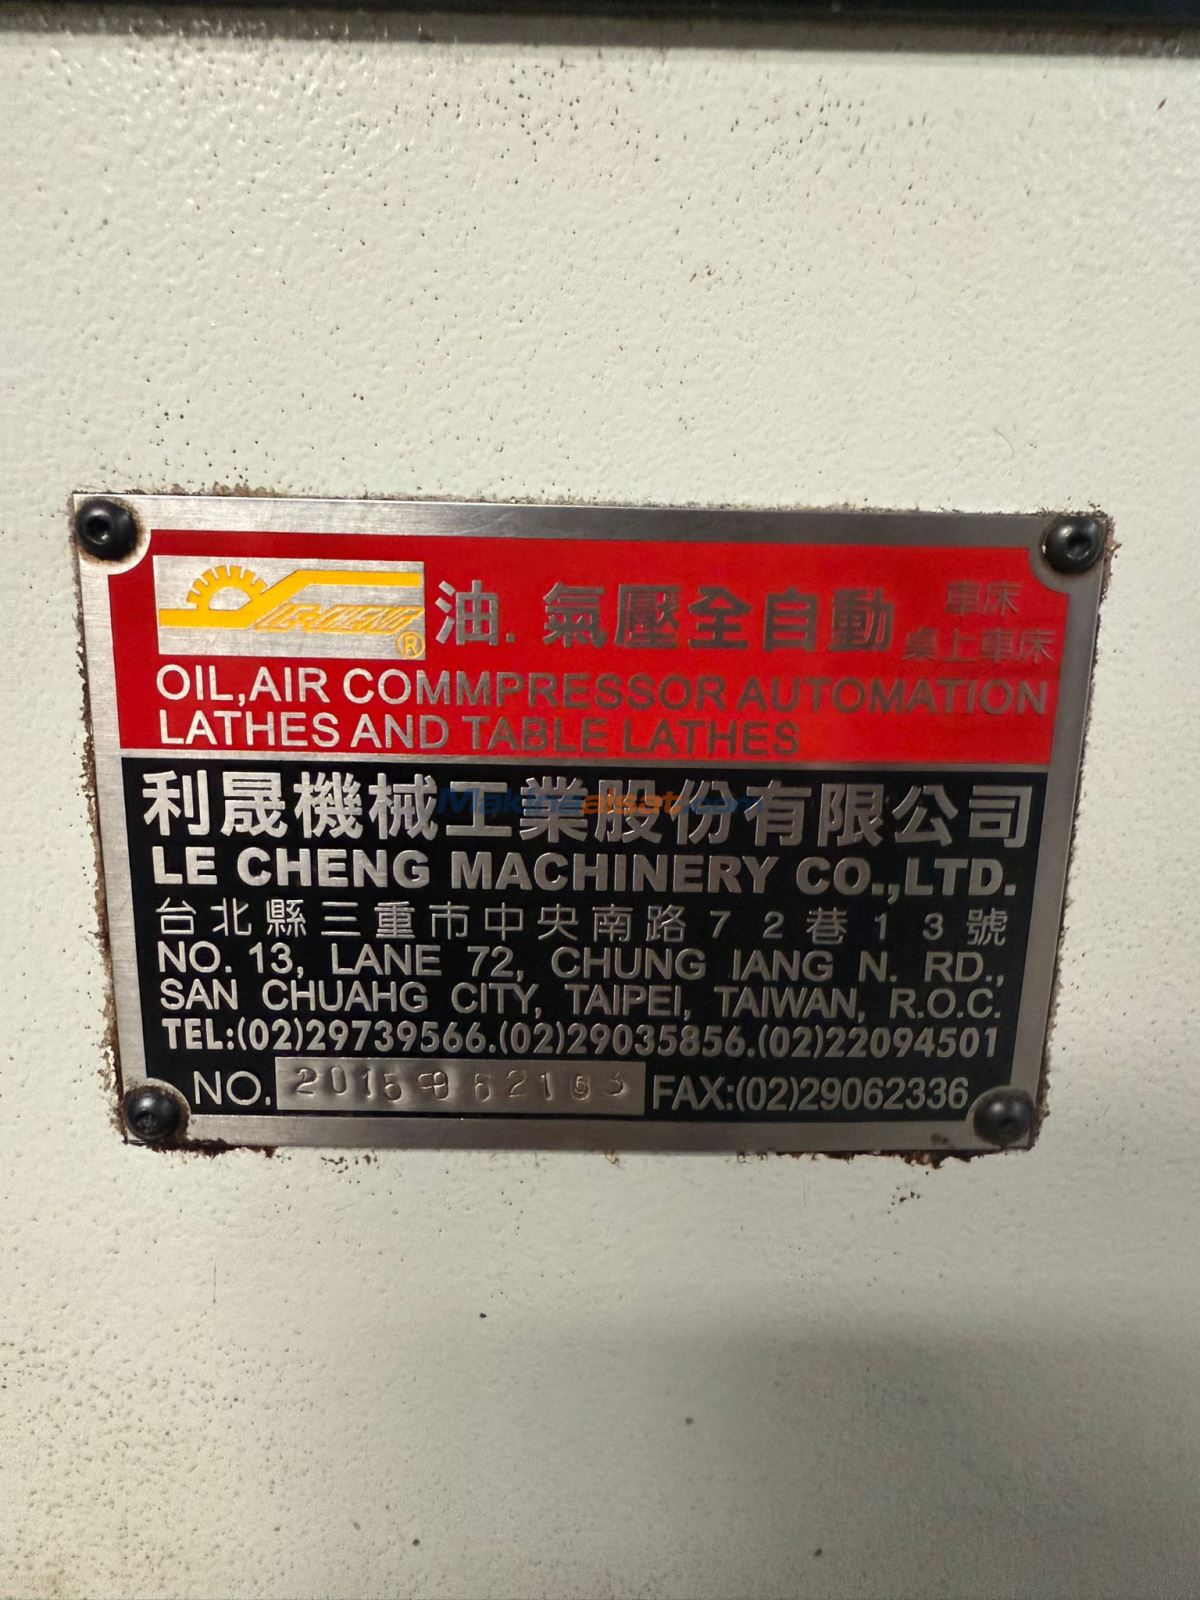 LE-CHENG ®
油.氣壓全自動 車床
桌上車床
OIL,AIR COMMPRESSOR AUTOMATION
LATHES AND TABLE LATHES
利晟機械工業股份有限公司
Makinealsat.com
LE CHENG MACHINERY CO.,LTD.
台北縣三重市中央南路72巷13號
NO. 13, LANE 72, CHUNG IANG N. RD.,
SAN CHUAHG CITY, TAIPEI, TAIWAN, R.O.C.
TEL:(02)29739566.(02)29035856.(02)22094501
NO. FAX:(02)29062336